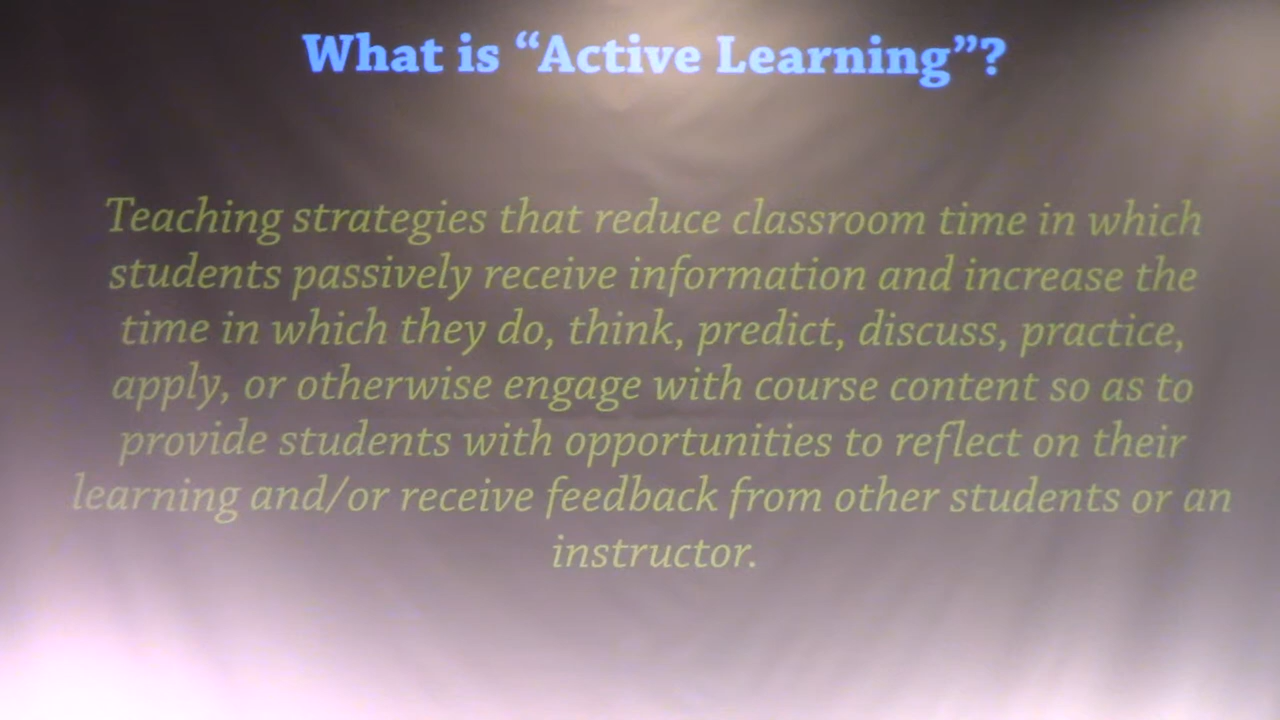 What is “Active Learning”?
Teaching strategies that reduce classroom time in which
students passively receive information and increase the
time in which they do, think, predict, discuss, practice,
apply, or otherwise engage with course content so as to
provide students with opportunities to reflect on their
learning and/or receive feedback from other students or an
instructor.